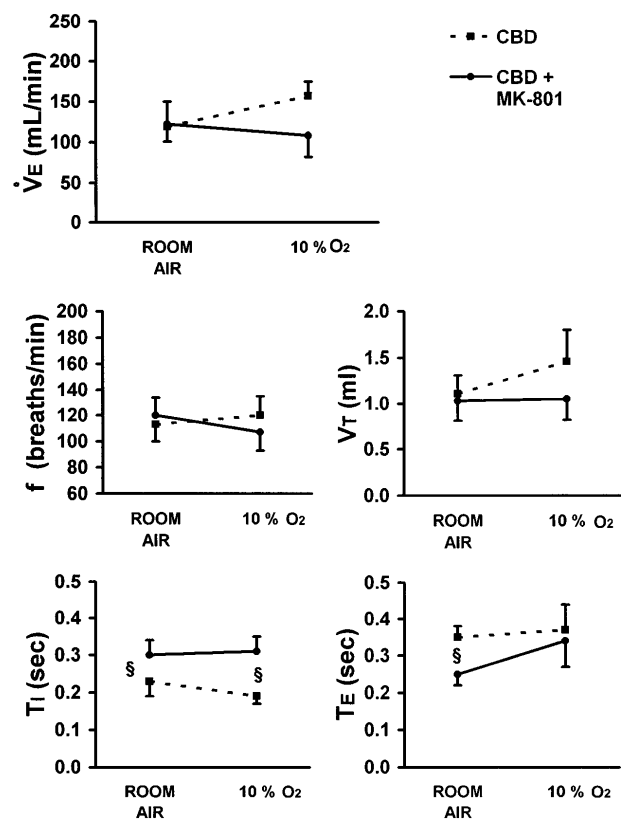 CBD
CBD +
MK-801
V̇E (mL/min)
250
200
150
100
50
0
ROOM
AIR
10 % O2
f (breaths/min)
200
180
160
140
120
100
80
60
ROOM
AIR
10 % O2
VT (ml)
2.0
1.5
1.0
0.5
0.0
ROOM
AIR
10 % O2
TI (sec)
0.5
0.4
0.3
0.2
0.1
0.0
§
§
ROOM
AIR
10 % O2
TE (sec)
0.5
0.4
0.3
0.2
0.1
0.0
§
ROOM
AIR
10 % O2